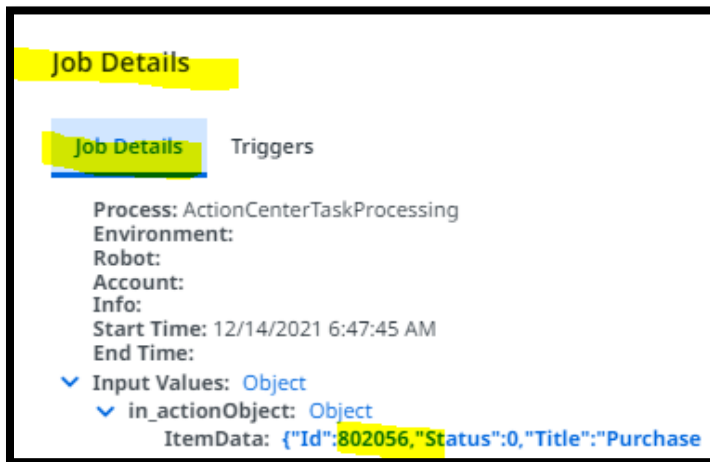 Job Details
Job Details Triggers
Process: ActionCenterTaskProcessing
Environment:
Robot:
Account:
Info:
Start Time: 12/14/2021 6:47:45 AM
End Time:
Input Values: Object
in_actionObject: Object
ItemData: {"Id":802056,"Status":0,"Title":"Purchase